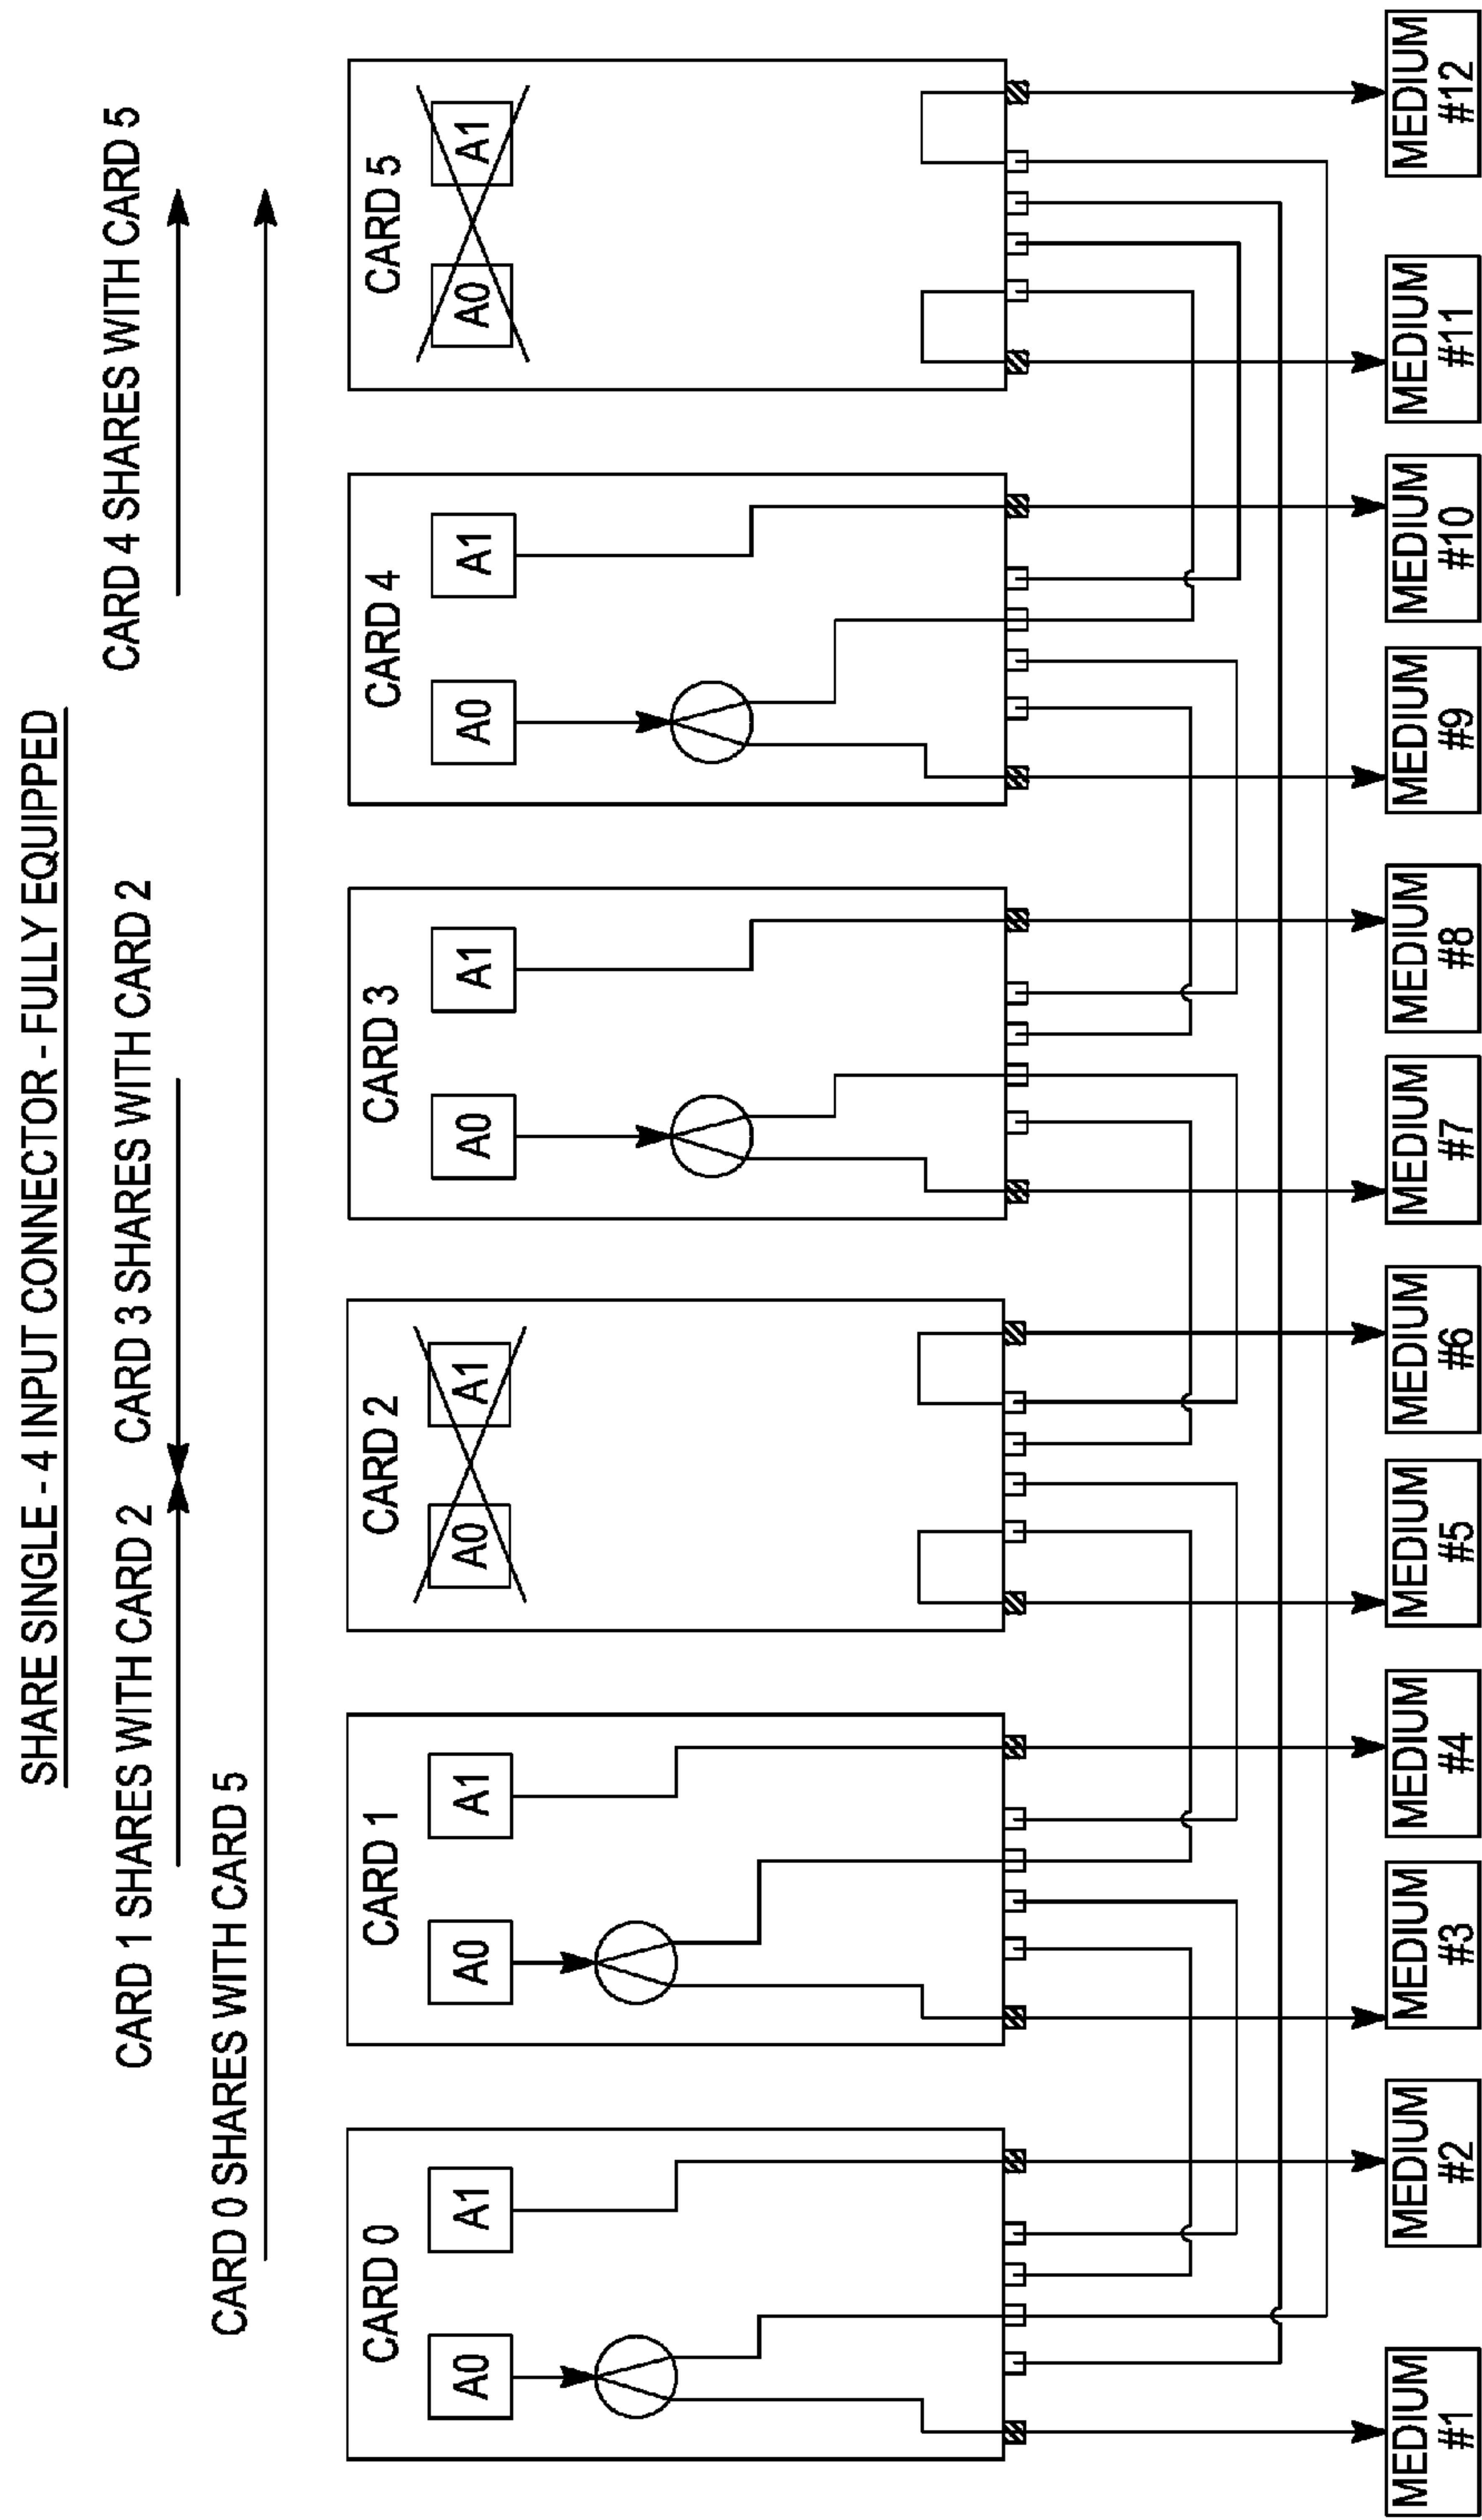 SHARE SINGLE - 4 INPUT CONNECTOR - FULLY EQUIPPED
CARD 1 SHARES WITH CARD 2
CARD 3 SHARES WITH CARD 2
CARD 4 SHARES WITH CARD 5
CARD 0 SHARES WITH CARD 5
CARD 0
A0
A1
CARD 1
A0
A1
CARD 2
A0
A1
CARD 3
A0
A1
CARD 4
A0
A1
CARD 5
A0
A1
MEDIUM
#1
MEDIUM
#2
MEDIUM
#3
MEDIUM
#4
MEDIUM
#5
MEDIUM
#6
MEDIUM
#7
MEDIUM
#8
MEDIUM
#9
MEDIUM
#10
MEDIUM
#11
MEDIUM
#12